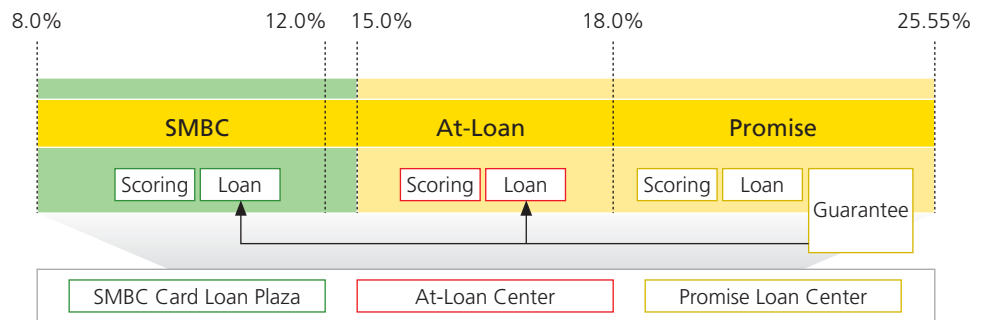 8.0% 12.0% 15.0% 18.0% 25.55%
SMBC At-Loan Promise
Scoring Loan Scoring Loan Scoring Loan
Guarantee
SMBC Card Loan Plaza At-Loan Center Promise Loan Center